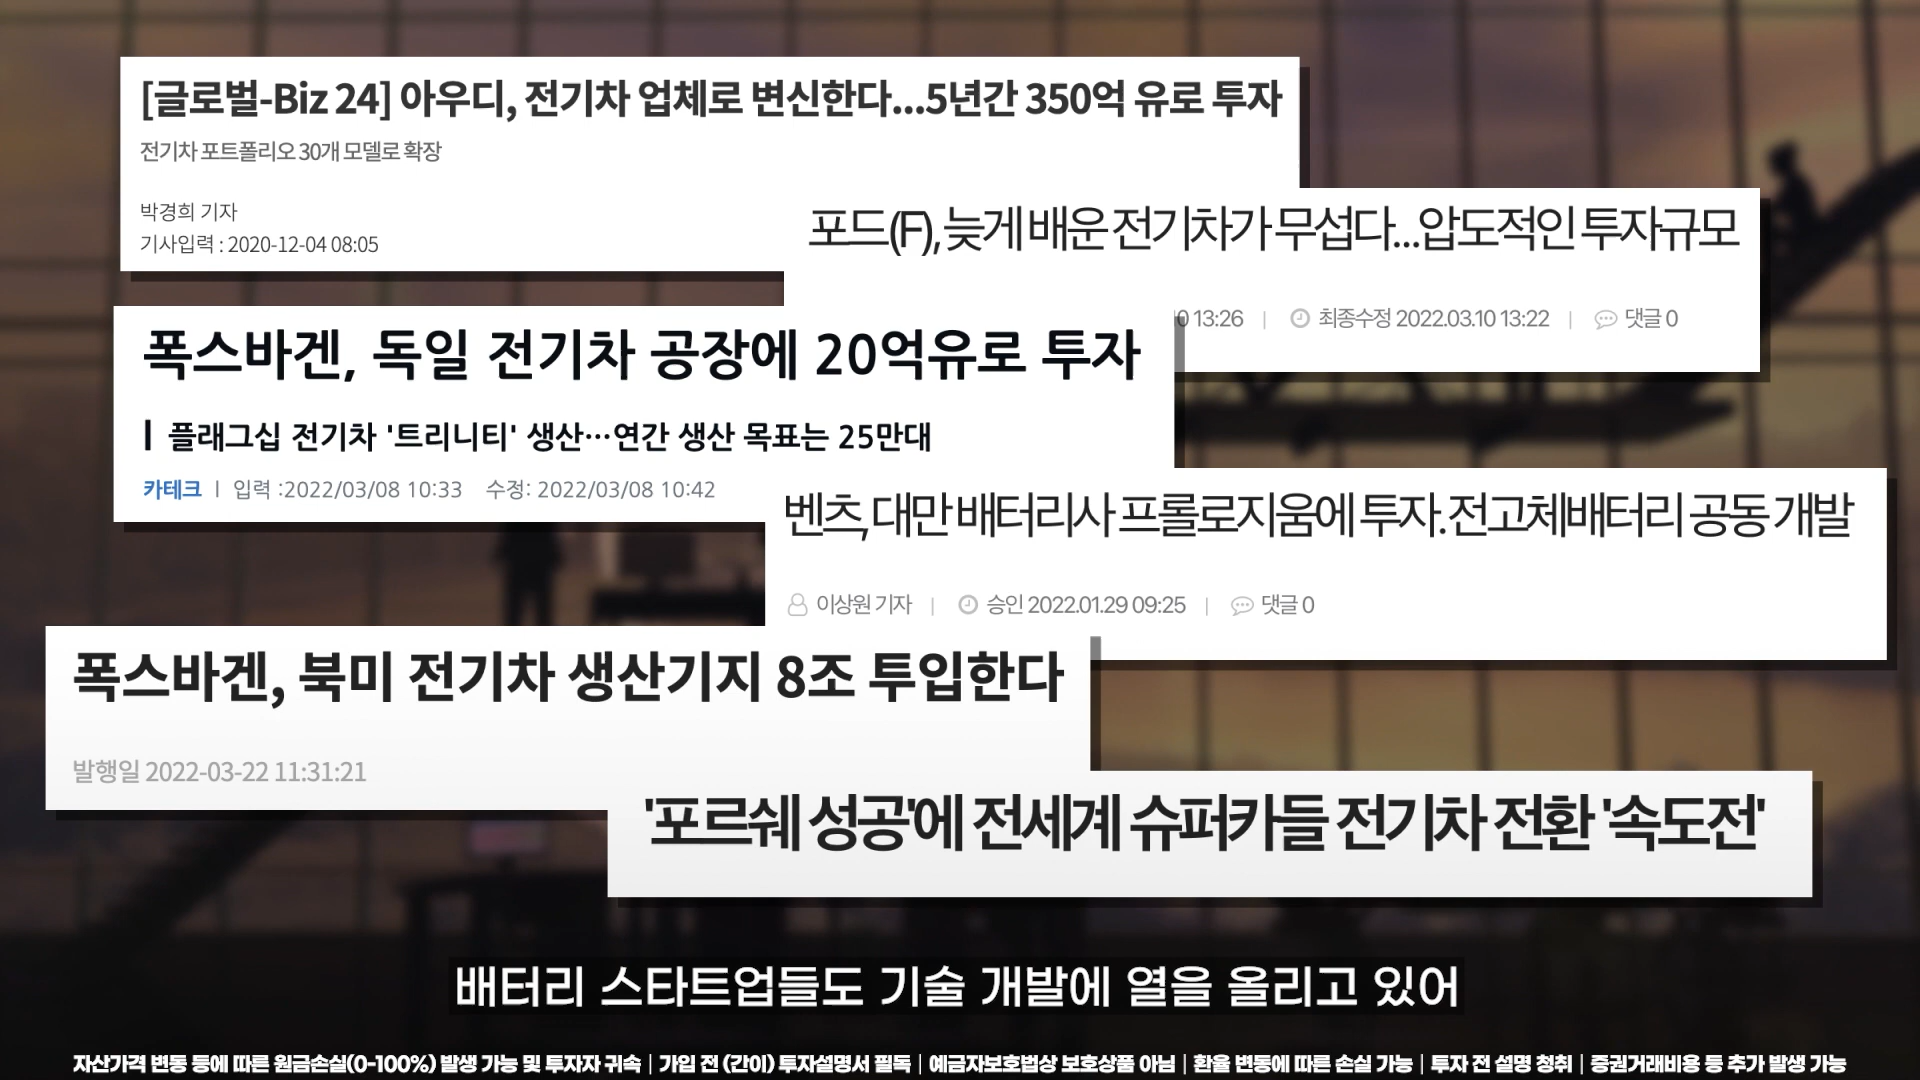 [글로벌-Biz 24] 아우디, 전기차 업체로 변신한다...5년간 350억 유로 투자
전기차 포트폴리오 30개 모델로 확장
박경희 기자
기사입력 : 2020-12-04 08:05
포드(F), 늦게 배운 전기차가 무섭다...압도적인 투자규모
0 13:26 | 최종수정 2022.03.10 13:22 | 댓글 0
폭스바겐, 독일 전기차 공장에 20억유로 투자
플래그십 전기차 '트리니티' 생산…연간 생산 목표는 25만대
카테크 | 입력 :2022/03/08 10:33 수정: 2022/03/08 10:42
벤츠, 대만 배터리사 프롤로지움에 투자. 전고체배터리 공동 개발
이상원 기자 | 승인 2022.01.29 09:25 | 댓글 0
폭스바겐, 북미 전기차 생산기지 8조 투입한다
발행일 2022-03-22 11:31:21
'포르쉐 성공'에 전세계 슈퍼카들 전기차 전환 '속도전'
배터리 스타트업들도 기술 개발에 열을 올리고 있어
자산가격 변동 등에 따른 원금손실(0-100%) 발생 가능 및 투자자 귀속 | 가입 전 (간이) 투자설명서 필독 | 예금자보호법상 보호상품 아님 | 환율 변동에 따른 손실 가능 | 투자 전 설명 청취 | 증권거래비용 등 추가 발생 가능